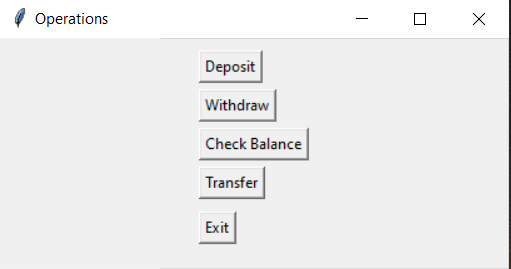 Operations
Deposit
Withdraw
Check Balance
Transfer
Exit